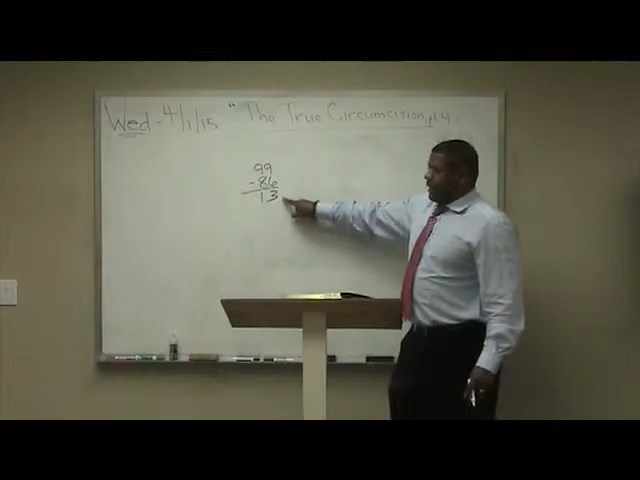 Wed - 4/1/15 "The True Circumcision, pt 4
99
- 86
13